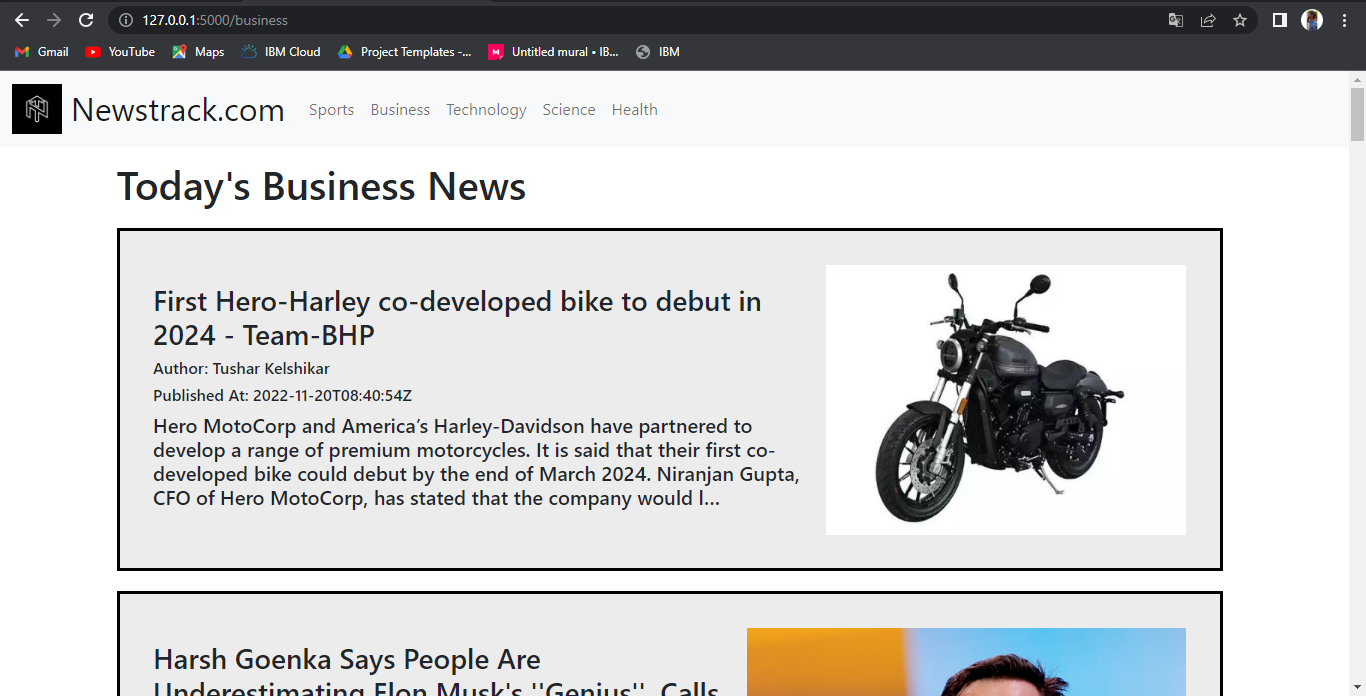 127.0.0.1:5000/business
Gmail YouTube Maps IBM Cloud Project Templates -... Untitled mural • IB... IBM
Newstrack.com Sports Business Technology Science Health
Today's Business News
First Hero-Harley co-developed bike to debut in
2024 - Team-BHP
Author: Tushar Kelshikar
Published At: 2022-11-20T08:40:54Z
Hero MotoCorp and America’s Harley-Davidson have partnered to
develop a range of premium motorcycles. It is said that their first co-
developed bike could debut by the end of March 2024. Niranjan Gupta,
CFO of Hero MotoCorp, has stated that the company would l…
Harsh Goenka Says People Are
Underestimating Elon Musk's ''Genius'', Calls